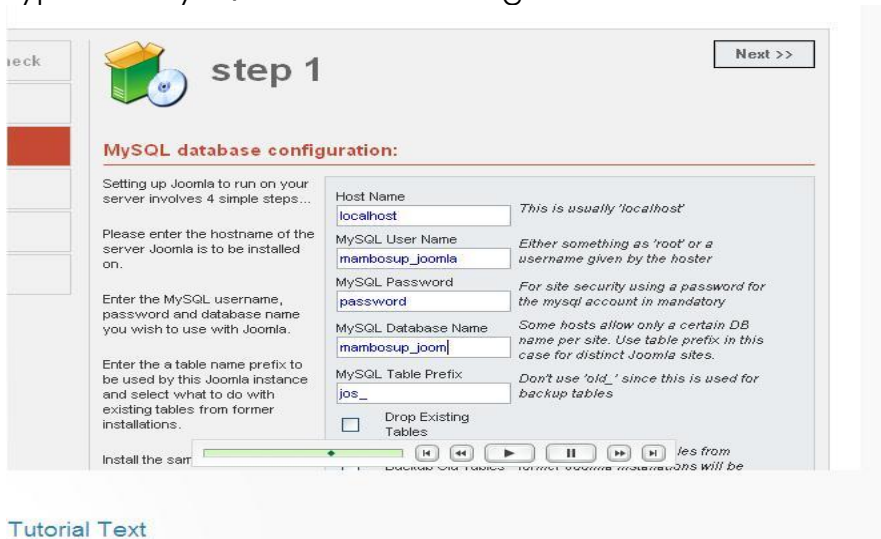 step 1
Next >>
MySQL database configuration:
Setting up Joomla to run on your
server involves 4 simple steps...
Please enter the hostname of the
server Joomla is to be installed
on.
Enter the MySQL username,
password and database name
you wish to use with Joomla.
Enter the a table name prefix to
be used by this Joomla instance
and select what to do with
existing tables from former
installations.
Install the sam
Host Name
localhost
This is usually 'localhost'
MySQL User Name
mambosup_joomla
Either something as 'root' or a
username given by the hoster
MySQL Password
password
For site security using a password for
the mysql account in mandatory
MySQL Database Name
mambosup_joom
Some hosts allow only a certain DB
name per site. Use table prefix in this
case for distinct Joomla sites.
MySQL Table Prefix
jos_
Don't use 'old_' since this is used for
backup tables
Drop Existing
Tables
les from
Tutorial Text